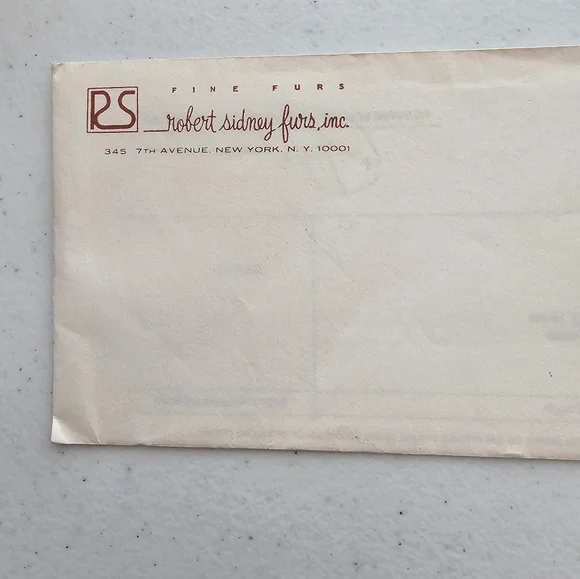 FINE FURS
RS
robert sidney furs, inc.
345 7TH AVENUE, NEW YORK, N. Y. 10001